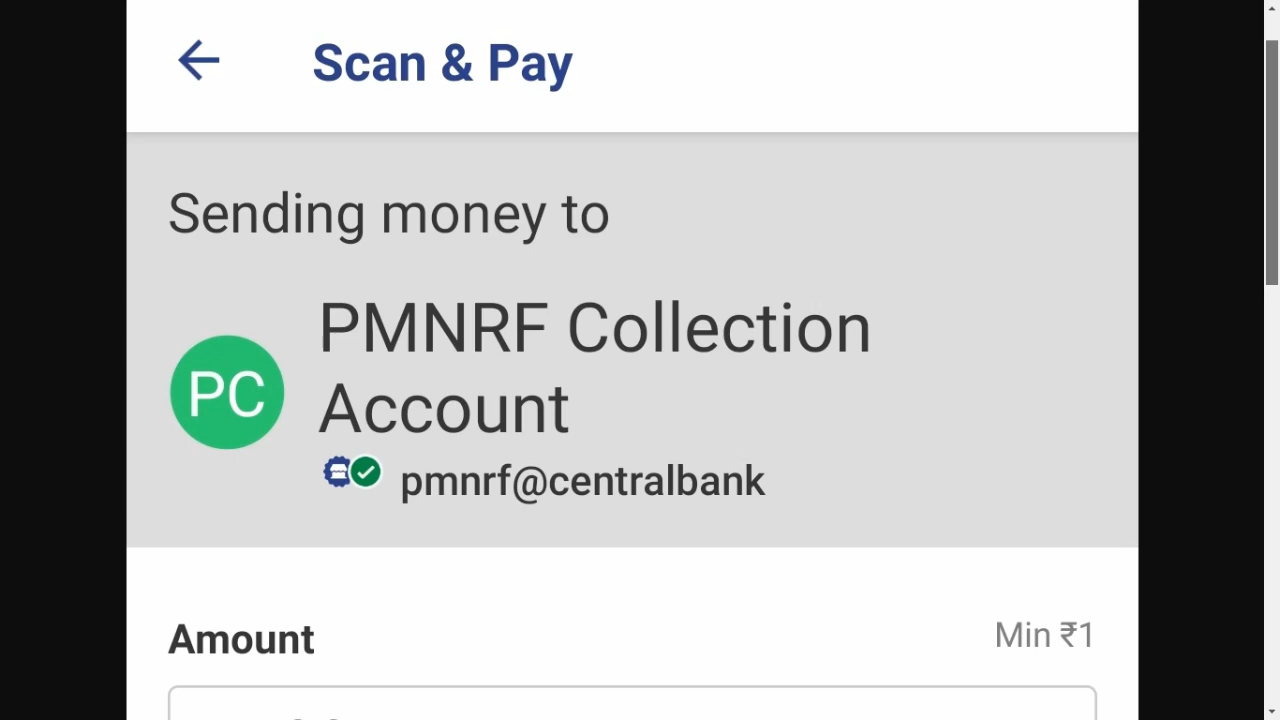 Scan & Pay
Sending money to
PC
PMNRF Collection
Account
pmnrf@centralbank
Amount
Min ₹1